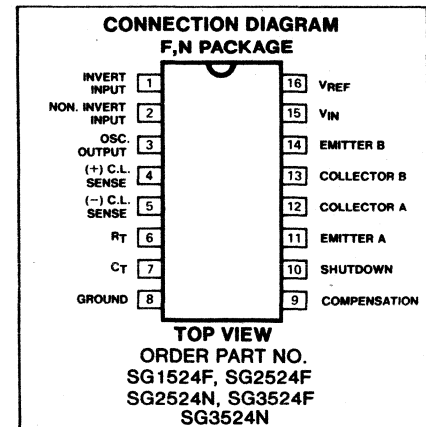 CONNECTION DIAGRAM
F,N PACKAGE
INVERT
INPUT
1
16
VREF
NON. INVERT
INPUT
2
15
VIN
OSC.
OUTPUT
3
14
EMITTER B
(+) C.L.
SENSE
4
13
COLLECTOR B
(−) C.L.
SENSE
5
12
COLLECTOR A
RT
6
11
EMITTER A
CT
7
10
SHUTDOWN
GROUND
8
9
COMPENSATION
TOP VIEW
ORDER PART NO.
SG1524F, SG2524F
SG2524N, SG3524F
SG3524N